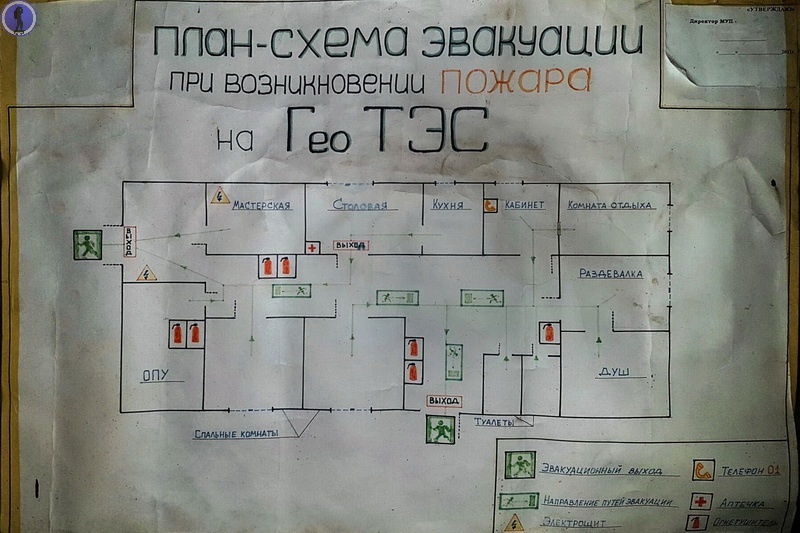 «УТВЕРЖДАЮ»
Директор МУП
ПЛАН-СХЕМА ЭВАКУАЦИИ
ПРИ ВОЗНИКНОВЕНИИ ПОЖАРА
НА ГЕО ТЭС
МАСТЕРСКАЯ
СТОЛОВАЯ
КУХНЯ
КАБИНЕТ
КОМНАТА ОТДЫХА
ВЫХОД
ВЫХОД
РАЗДЕВАЛКА
ОПУ
ДУШ
ВЫХОД
СПАЛЬНЫЕ КОМНАТЫ
ТУАЛЕТЫ
ЭВАКУАЦИОННЫЙ ВЫХОД
ТЕЛЕФОН 01
НАПРАВЛЕНИЕ ПУТЕЙ ЭВАКУАЦИИ
АПТЕЧКА
ЭЛЕКТРОЩИТ
ОГНЕТУШИТЕЛЬ